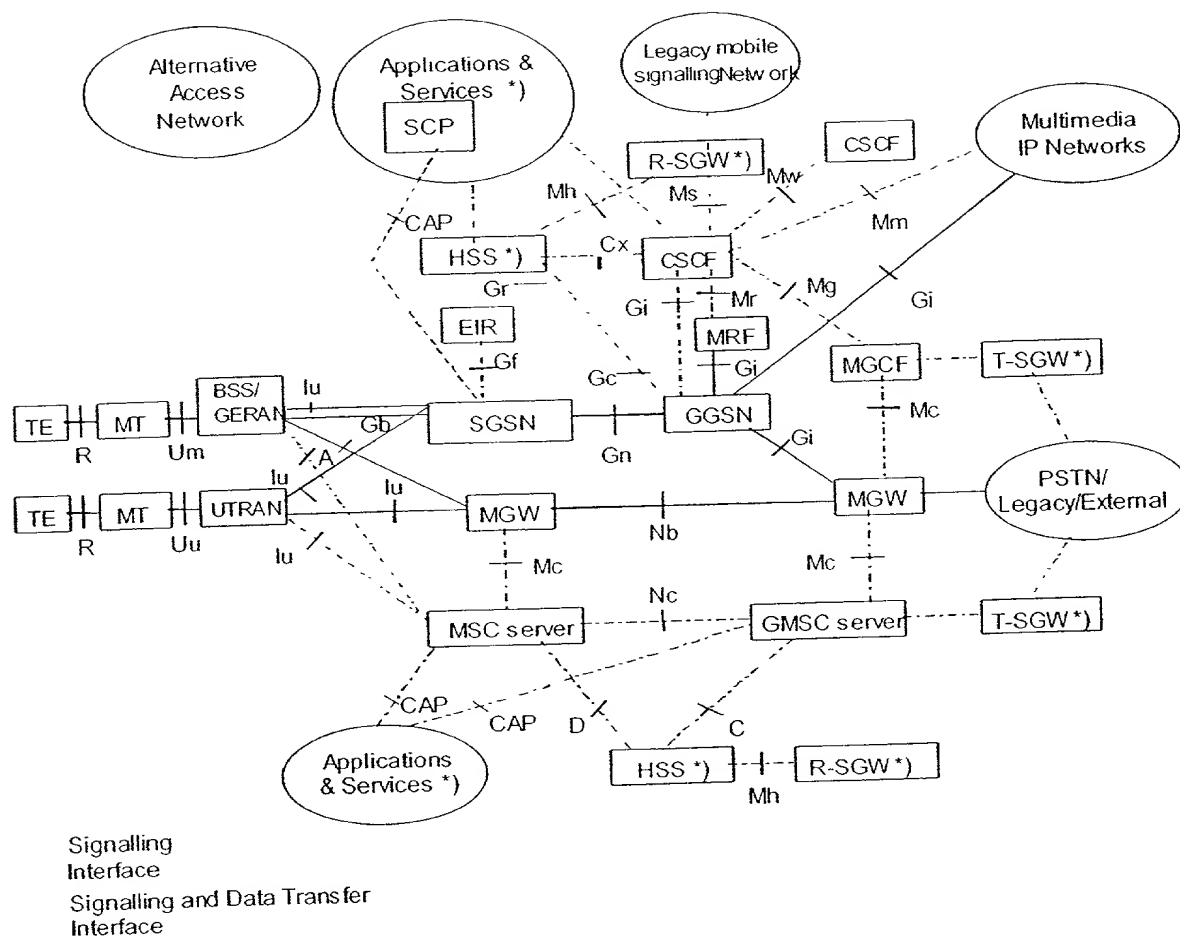 Alternative
Access
Network
Applications &
Services *)
SCP
Legacy mobile
signallingNetwork
R-SGW *)
CSCF
Multimedia
IP Networks
Mh
Ms
Mw
Mm
CAP
HSS *)
Cx
CSCF
Gr
Gi
Mr
Mg
Gi
EIR
MRF
Gf
Gc
Gi
MGCF
T-SGW *)
BSS/
GERAN
Iu
Gb
TE
MT
SGSN
GGSN
Mc
R
Um
A
Gn
Gi
Iu
Iu
TE
MT
UTRAN
MGW
MGW
PSTN/
Legacy/External
R
Uu
Iu
Nb
Mc
Mc
Nc
MSC server
GMSC server
T-SGW *)
CAP
CAP
D
C
Applications
& Services *)
HSS *)
R-SGW *)
Mh
Signalling
Interface
Signalling and Data Transfer
Interface